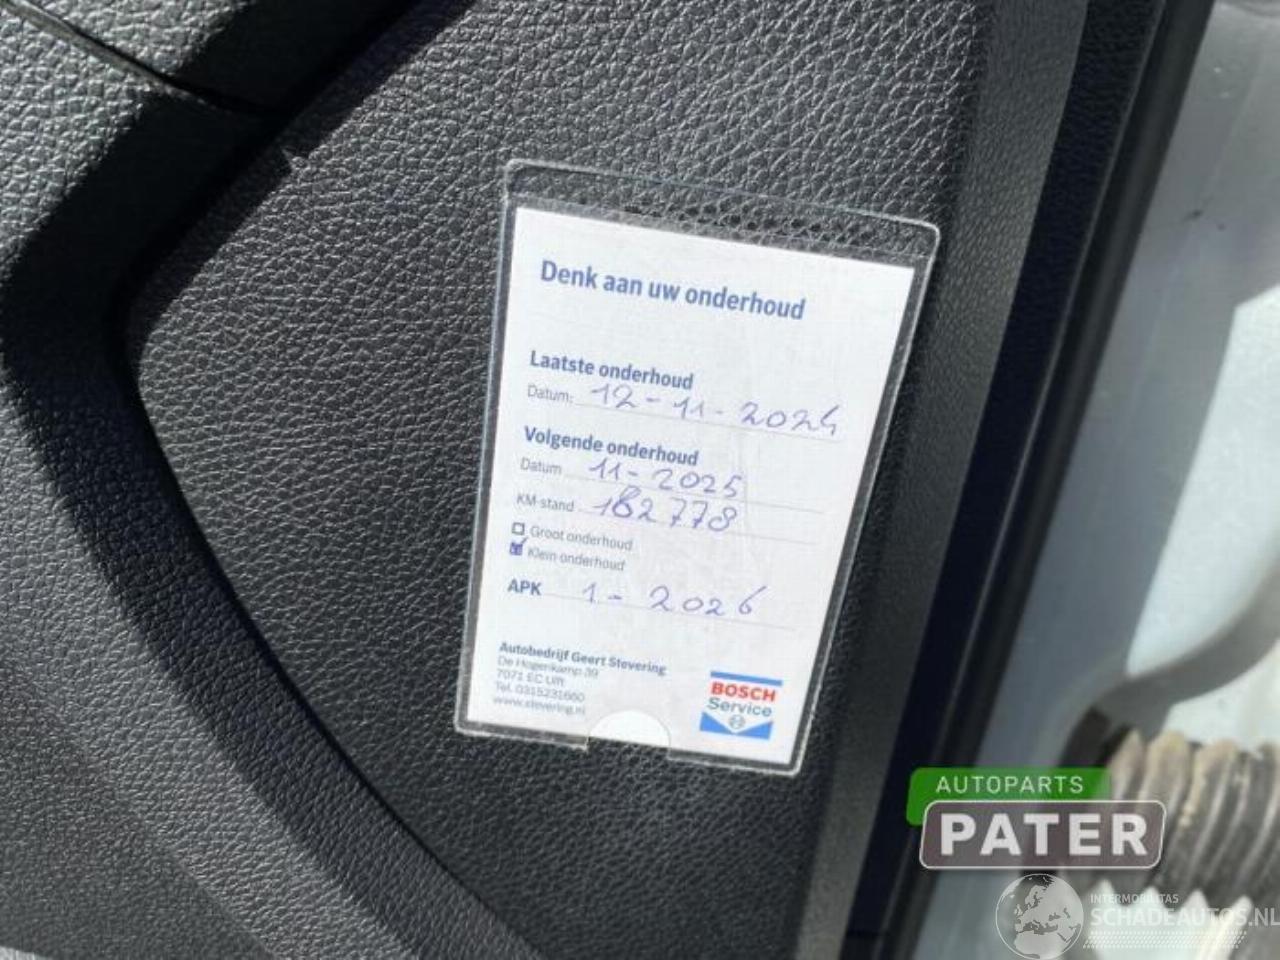 Denk aan uw onderhoud
Laatste onderhoud
Datum: 12-11-2024
Volgende onderhoud
Datum 11-2025
KM-stand 182778
Groot onderhoud
Klein onderhoud
APK 1-2026
Autobedrijf Geert Stevering
De Hogenkamp 39
7071 EC Ulft
Tel. 0315231660
www.stevering.nl
BOSCH
Service
AUTOPARTS
PATER
INTERMOBILITAS
SCHADEAUTOS.NL